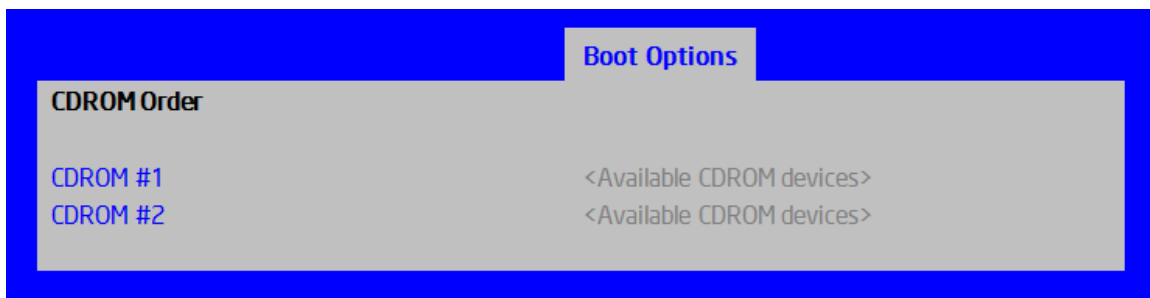 Boot Options
CDROM Order
CDROM #1 <Available CDROM devices>
CDROM #2 <Available CDROM devices>